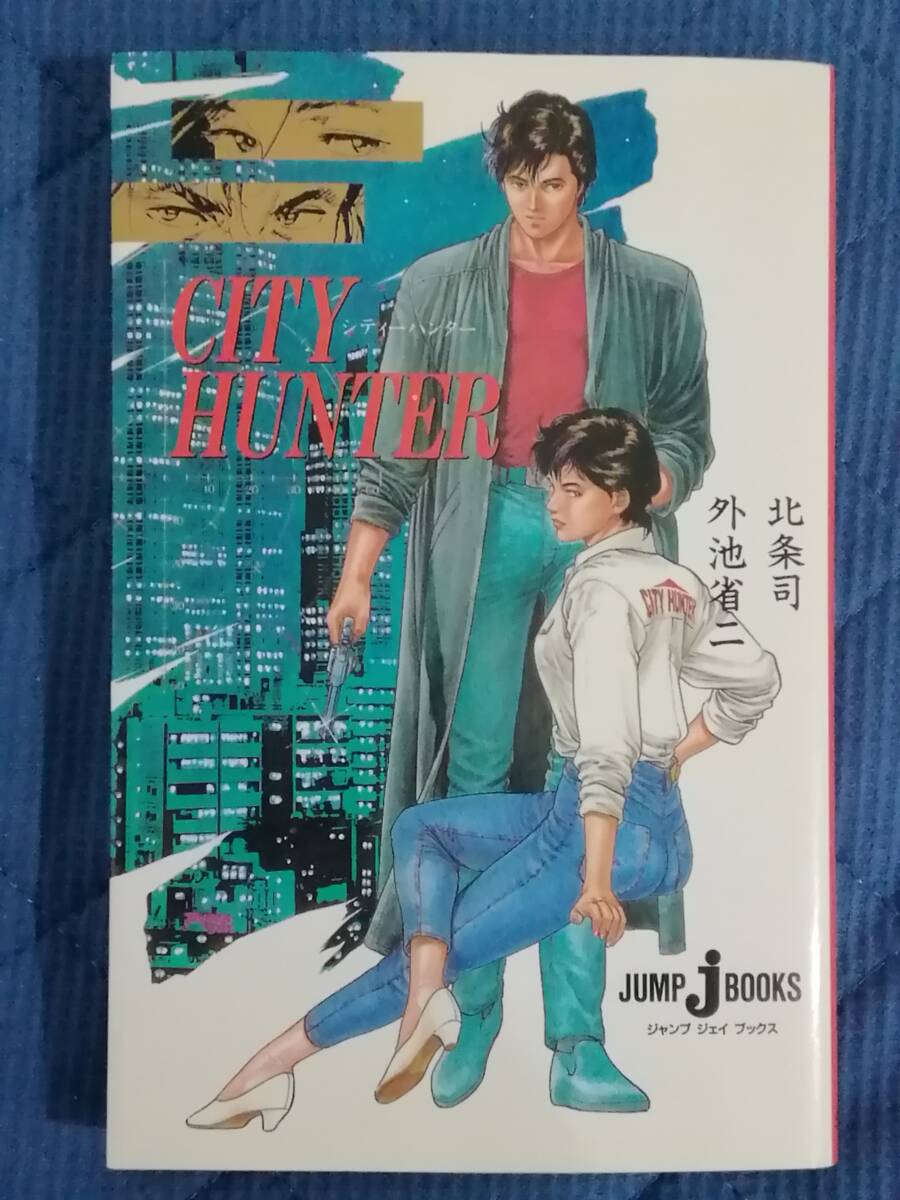 CITY
シティーハンター
HUNTER
北条司
外池省二
CITY HUNTER
JUMP j BOOKS
ジャンプ ジェイ ブックス